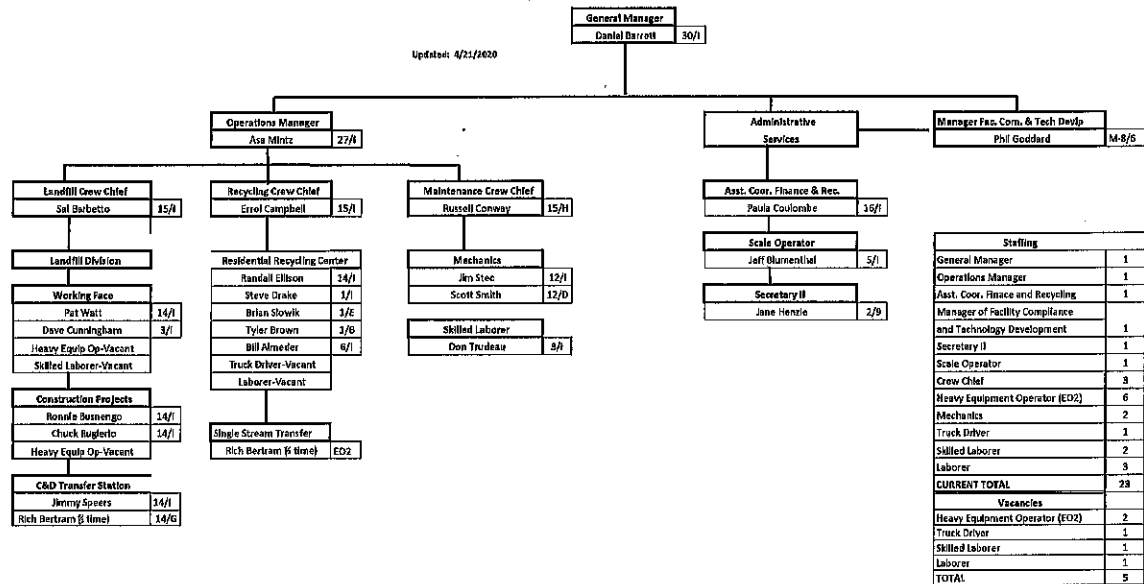 General Manager
Daniel Barrett 30/I
Updated: 4/21/2020
Operations Manager
Asa Mintz 27/I
Administrative
Services
Manager Fac. Com. & Tech Devlp
Phil Goddard M-8/6
Landfill Crew Chief
Sal Barbetto 15/I
Recycling Crew Chief
Errol Campbell 15/I
Maintenance Crew Chief
Russell Conway 15/H
Asst. Coor. Finance & Rec.
Paula Coulombe 16/I
Landfill Division
Working Face
Pat Watt 14/I
Dave Cunningham 3/I
Heavy Equip Op-Vacant
Skilled Laborer-Vacant
Construction Projects
Ronnie Busnengo 14/I
Chuck Rugierio 14/I
Heavy Equip Op-Vacant
C&D Transfer Station
Jimmy Speers 14/I
Rich Bertram (½ time) 14/G
Residential Recycling Center
Randall Ellison 14/I
Steve Drake 1/I
Brian Slowik 1/E
Tyler Brown 1/B
Bill Almeder 6/I
Truck Driver-Vacant
Laborer-Vacant
Single Stream Transfer
Rich Bertram (½ time) EO2
Mechanics
Jim Stec 12/I
Scott Smith 12/D
Skilled Laborer
Don Trudeau
Scale Operator
Jeff Blumenthal 5/I
Secretary II
Jane Henzie 2/9
Staffing
General Manager 1
Operations Manager 1
Asst. Coor. Finace and Recycling 1
Manager of Facility Compliance
and Technology Development 1
Secretary II 1
Scale Operator 1
Crew Chief 3
Heavy Equipment Operator (EO2) 6
Mechanics 2
Truck Driver 1
Skilled Laborer 2
Laborer 3
CURRENT TOTAL 23
Vacancies
Heavy Equipment Operator (EO2) 2
Truck Driver 1
Skilled Laborer 1
Laborer 1
TOTAL 5